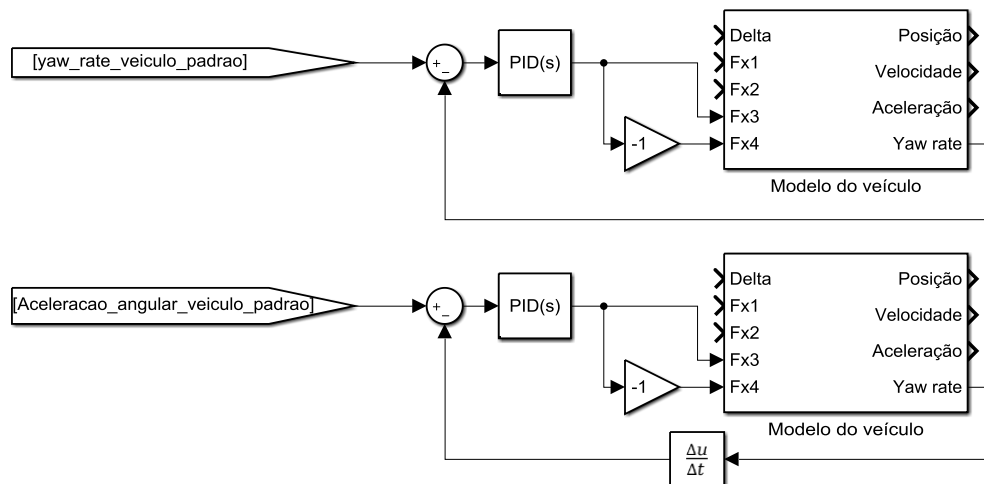 [yaw_rate_veiculo_padrao]
+
−
PID(s)
-1
Delta
Fx1
Fx2
Fx3
Fx4
Posição
Velocidade
Aceleração
Yaw rate
Modelo do veículo
[Aceleracao_angular_veiculo_padrao]
+
−
PID(s)
-1
Delta
Fx1
Fx2
Fx3
Fx4
Posição
Velocidade
Aceleração
Yaw rate
Modelo do veículo
Δu
Δt